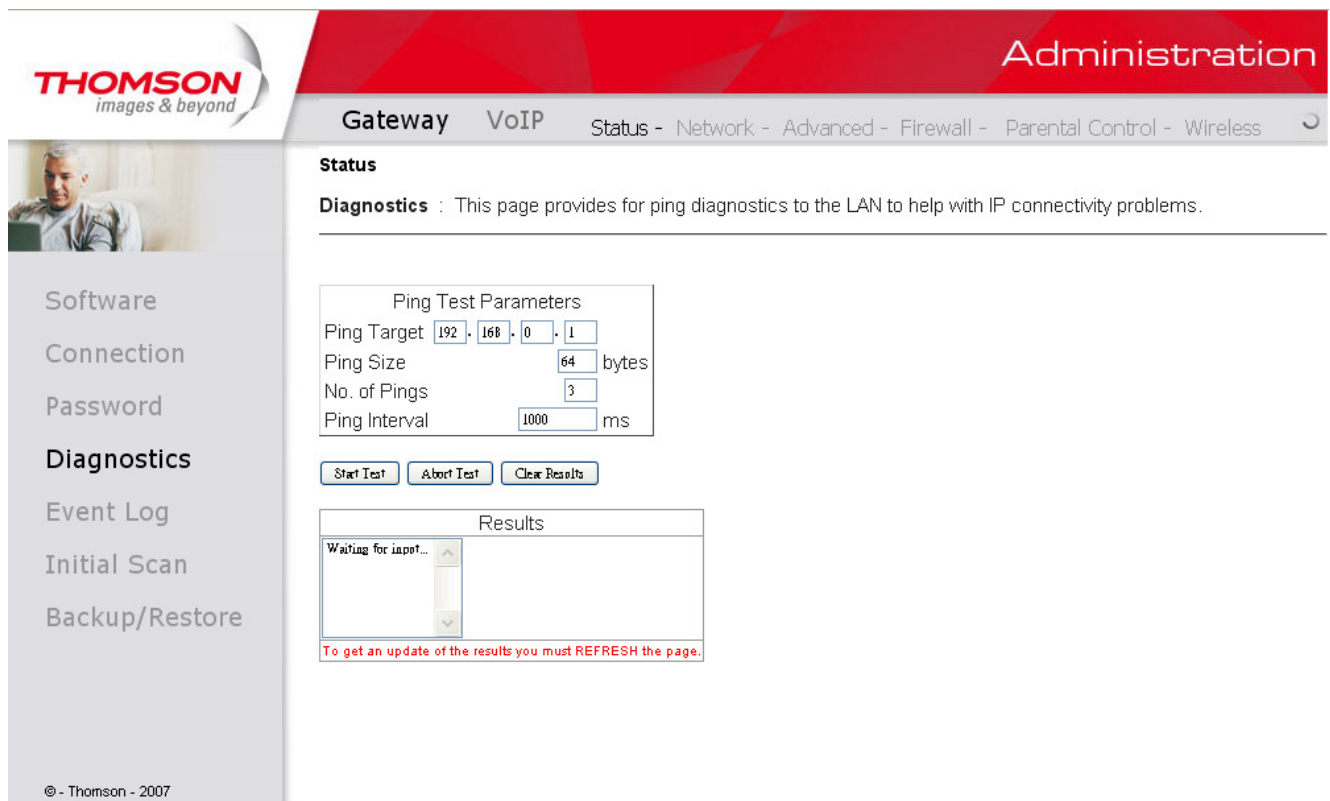 THOMSON
images & beyond
Administration
Gateway VoIP Status - Network - Advanced - Firewall - Parental Control - Wireless
Status
Diagnostics : This page provides for ping diagnostics to the LAN to help with IP connectivity problems.
Software
Connection
Password
Diagnostics
Event Log
Initial Scan
Backup/Restore
Ping Test Parameters
Ping Target 192 . 168 . 0 . 1
Ping Size 64 bytes
No. of Pings 3
Ping Interval 1000 ms
Start Test Abort Test Clear Results
Results
Waiting for input...
To get an update of the results you must REFRESH the page.
© - Thomson - 2007